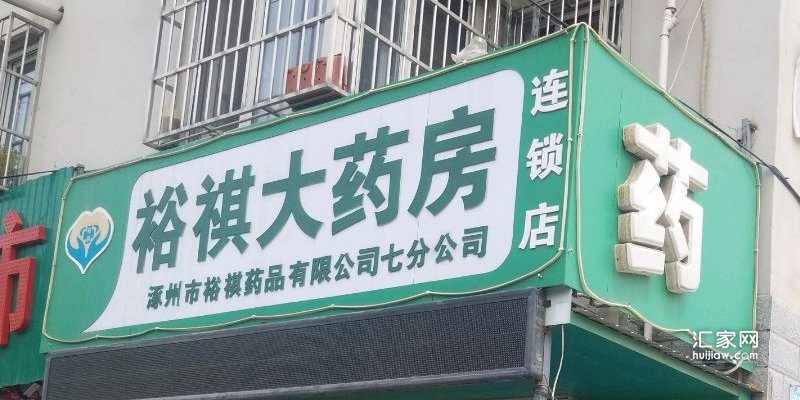 裕祺大药房
涿州市裕祺药品有限公司七分公司
连锁店
药
市
汇家网
huijiaw.com